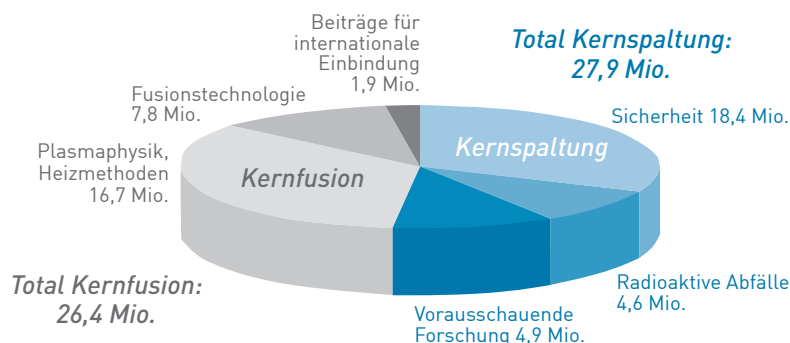 Beiträge für
internationale
Einbindung
1,9 Mio.
Total Kernspaltung:
27,9 Mio.
Fusionstechnologie
7,8 Mio.
Sicherheit 18,4 Mio.
Plasmaphysik,
Heizmethoden
16,7 Mio.
Kernspaltung
Kernfusion
Total Kernfusion:
26,4 Mio.
Radioaktive Abfälle
4,6 Mio.
Vorausschauende
Forschung 4,9 Mio.